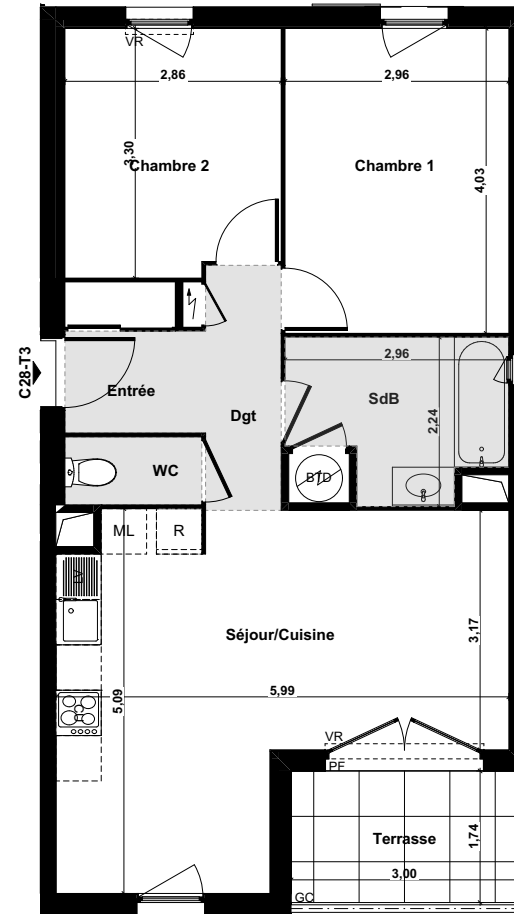 VR
2,86
2,96
3,30
Chambre 2
Chambre 1
4,03
C28-T3
2,96
Entrée
SdB
Dgt
2,24
WC
BTD
ML
R
LV
Séjour/Cuisine
3,17
5,99
5,09
VR
PF
Terrasse
1,74
3,00
GC